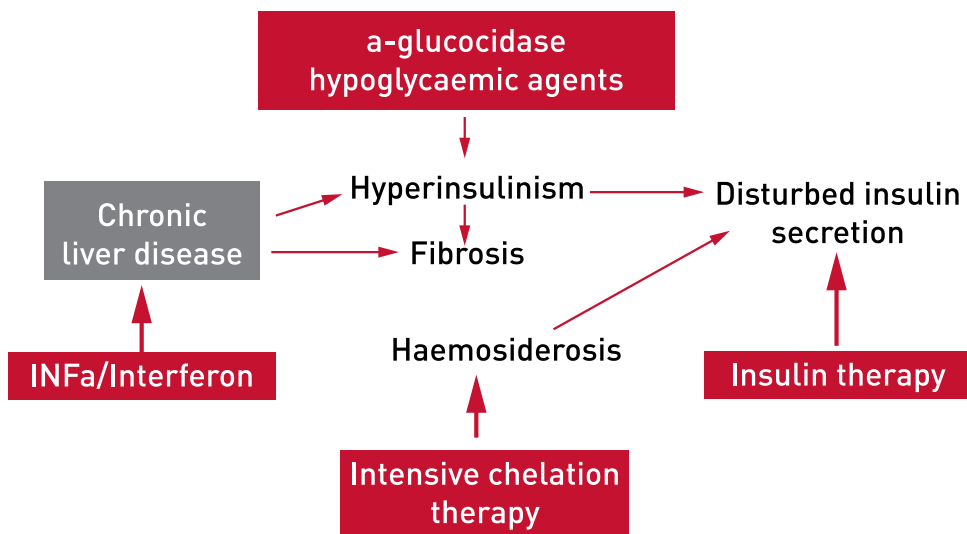 a-glucocidase
hypoglycaemic agents
Hyperinsulinism
Disturbed insulin
secretion
Chronic
liver disease
Fibrosis
Haemosiderosis
INFa/Interferon
Insulin therapy
Intensive chelation
therapy